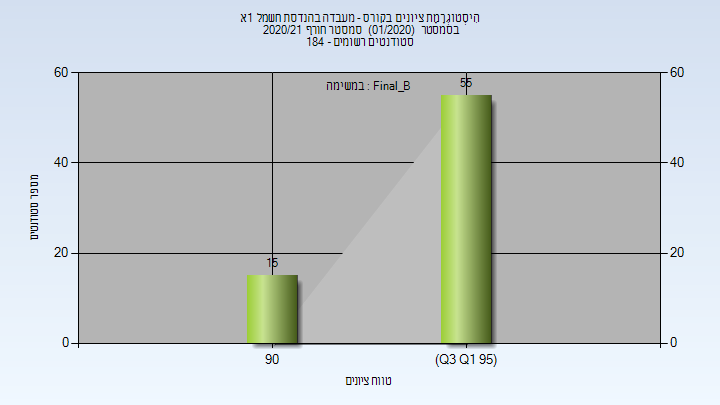 היסטוגרמת ציונים בקורס - מעבדה בהנדסת חשמל 1א
בסמסטר (01/2020) סמסטר חורף 2020/21
סטודנטים רשומים - 184
במשימה : Final_B
60
40
20
0
60
40
20
0
מספר סטודנטים
15
55
90
(Q3 Q1 95)
טווח ציונים